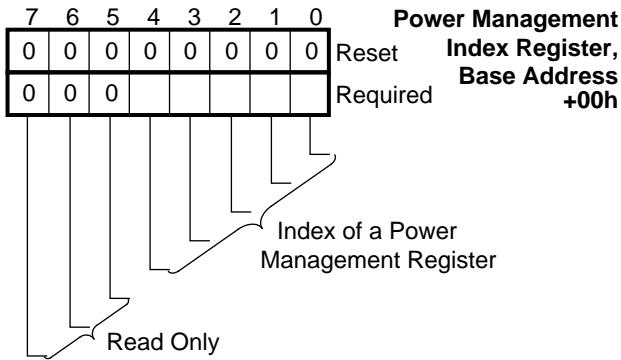 7 6 5 4 3 2 1 0
Power Management
Index Register,
Base Address
+00h
0 0 0 0 0 0 0 0 Reset
0 0 0 Required
Index of a Power
Management Register
Read Only